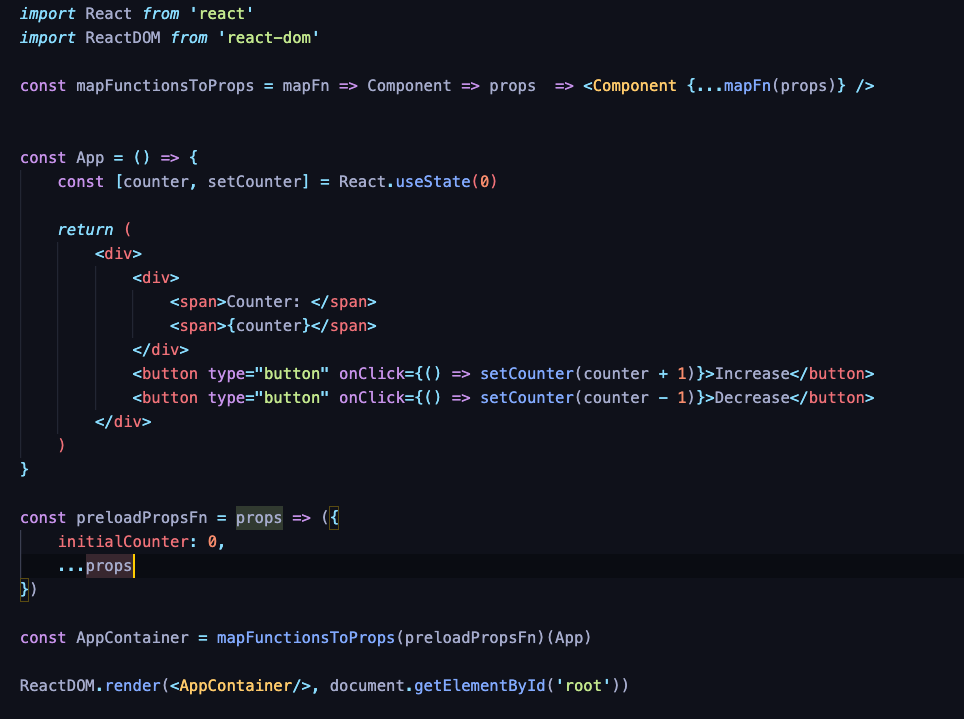 import React from 'react'
import ReactDOM from 'react-dom'
const mapFunctionsToProps = mapFn => Component => props  => <Component {...mapFn(props)} />
const App = () => {
    const [counter, setCounter] = React.useState(0)
    return (
        <div>
            <div>
                <span>Counter: </span>
                <span>{counter}</span>
            </div>
            <button type="button" onClick={() => setCounter(counter + 1)}>Increase</button>
            <button type="button" onClick={() => setCounter(counter - 1)}>Decrease</button>
        </div>
    )
}
const preloadPropsFn = props => ({
    initialCounter: 0,
    ...props
})
const AppContainer = mapFunctionsToProps(preloadPropsFn)(App)
ReactDOM.render(<AppContainer/>, document.getElementById('root'))